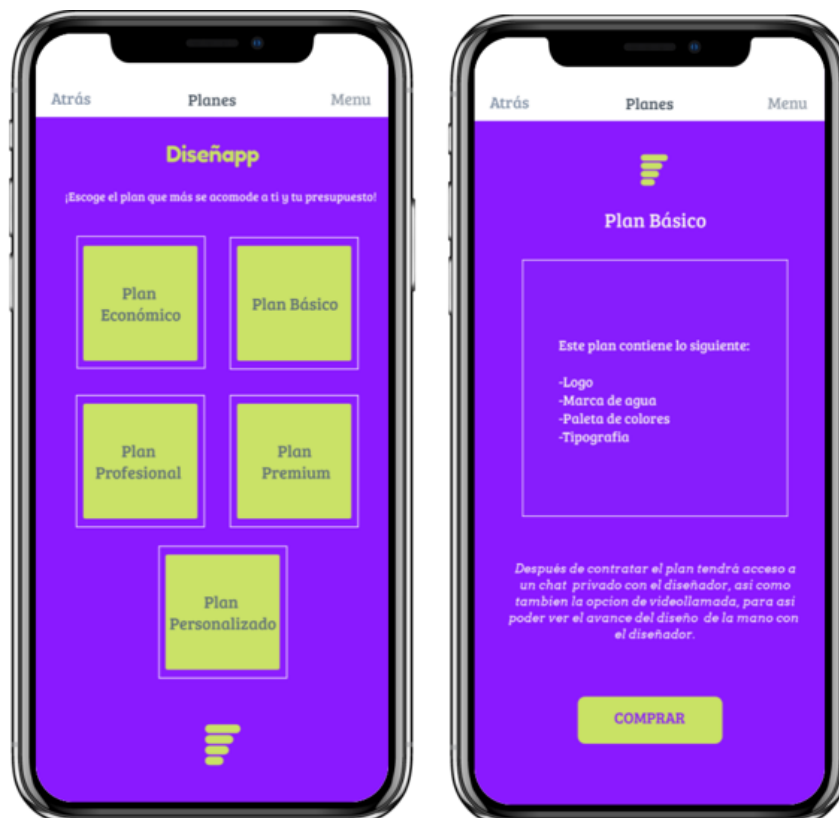 Atrás Planes Menu
Diseñapp
¡Escoge el plan que más se acomode a ti y tu presupuesto!
Plan
Económico
Plan Básico
Plan
Profesional
Plan
Premium
Plan
Personalizado
Atrás Planes Menu
Plan Básico
Este plan contiene lo siguiente:
-Logo
-Marca de agua
-Paleta de colores
-Tipografia
Después de contratar el plan tendrá acceso a
un chat privado con el diseñador, asi como
tambien la opcion de videollamada, para asi
poder ver el avance del diseño de la mano con
el diseñador.
COMPRAR